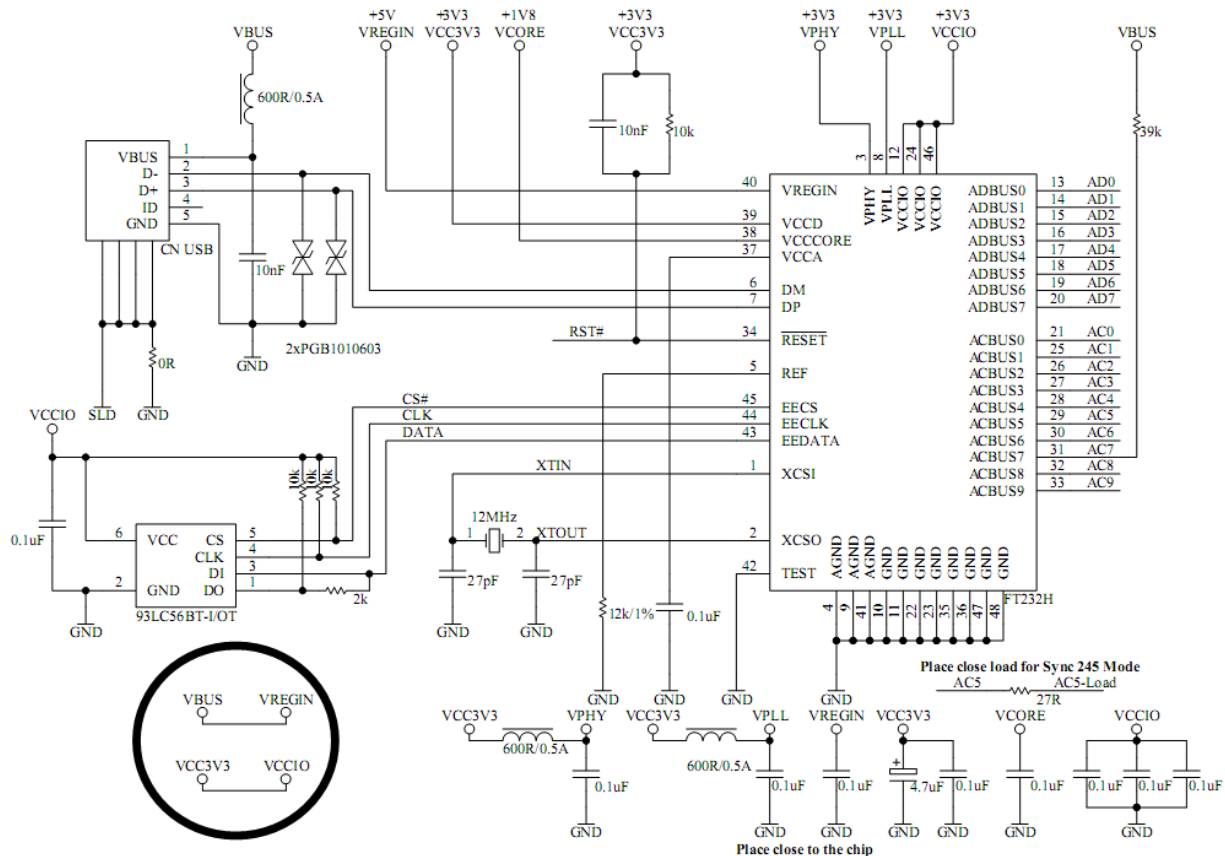 +5V +3V3 +1V8 +3V3 +3V3 +3V3 +3V3
VBUS VREGIN VCC3V3 VCORE VCC3V3 VPHY VPLL VCCIO VBUS
600R/0.5A
10nF 10k
39k
3 8 12 24 46
VPHY VPLL VCCIO VCCIO VCCIO
VBUS 1
D- 2
D+ 3
ID 4
GND 5
CN USB
10nF
2xPGB1010603
GND
0R
SLD GND
40 VREGIN
39 VCCD
38 VCCCORE
37 VCCA
6 DM
7 DP
RST# 34 RESET
5 REF
CS# 45 EECS
CLK 44 EECLK
DATA 43 EEDATA
XTIN 1 XCSI
XTOUT 2 XCSO
42 TEST
ADBUS0 13 AD0
ADBUS1 14 AD1
ADBUS2 15 AD2
ADBUS3 16 AD3
ADBUS4 17 AD4
ADBUS5 18 AD5
ADBUS6 19 AD6
ADBUS7 20 AD7
ACBUS0 21 AC0
ACBUS1 25 AC1
ACBUS2 26 AC2
ACBUS3 27 AC3
ACBUS4 28 AC4
ACBUS5 29 AC5
ACBUS6 30 AC6
ACBUS7 31 AC7
ACBUS8 32 AC8
ACBUS9 33 AC9
AGND AGND AGND GND GND GND GND GND GND GND GND
4 9 41 10 11 22 23 35 36 47 48
FT232H
GND
VCCIO
10k 10k 10k
0.1uF
6 VCC CS 5
CLK 4
DI 3
2 GND DO 1
2k
93LC56BT-I/OT
GND
12MHz
1 2
27pF 27pF
GND GND
12k/1%
0.1uF
GND GND GND
Place close load for Sync 245 Mode
AC5 AC5-Load
27R
VBUS VREGIN
VCC3V3 VCCIO
VCC3V3 VPHY
600R/0.5A
0.1uF
GND
VCC3V3 VPLL
600R/0.5A
0.1uF
GND
VREGIN
0.1uF
GND
VCC3V3
+
4.7uF 0.1uF
GND GND
VCORE
0.1uF
GND
VCCIO
0.1uF 0.1uF 0.1uF
GND
Place close to the chip